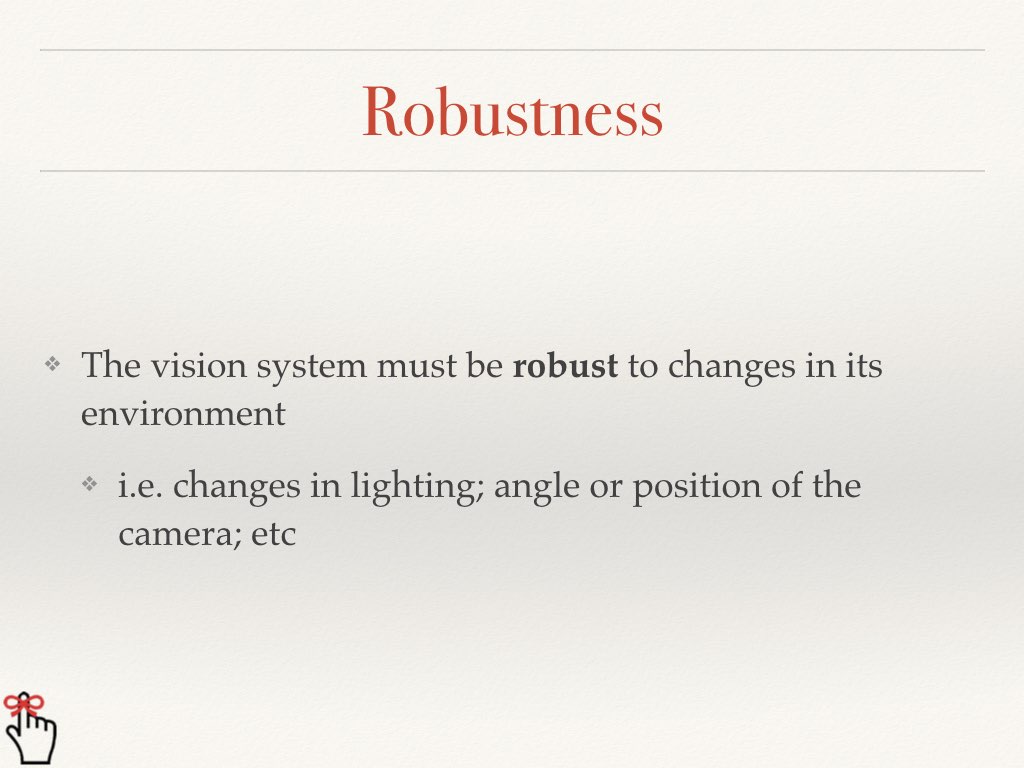 Robustness
The vision system must be robust to changes in its
environment
i.e. changes in lighting; angle or position of the
camera; etc